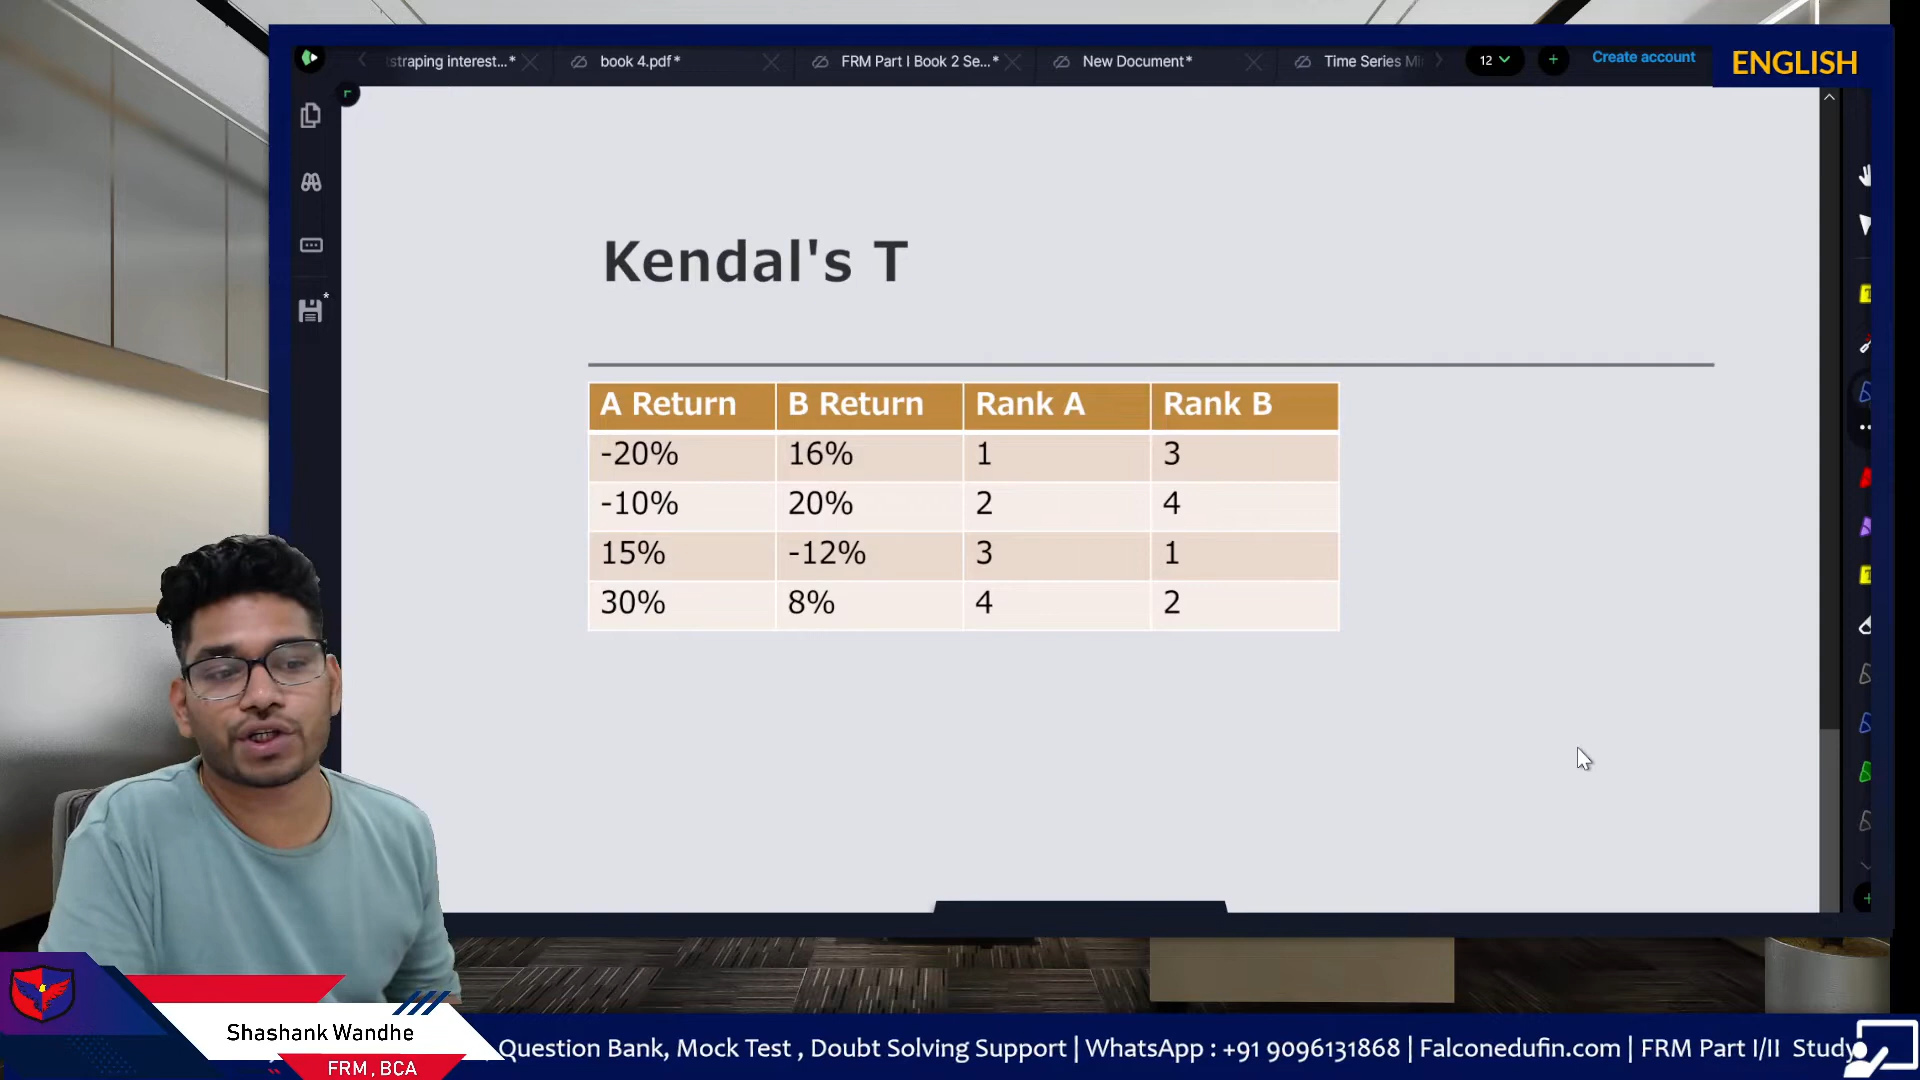 straping interest...*
book 4.pdf*
FRM Part I Book 2 Se...*
New Document*
Time Series Mi
12
+
Create account
ENGLISH
Kendal's T
A Return B Return Rank A Rank B
-20% 16% 1 3
-10% 20% 2 4
15% -12% 3 1
30% 8% 4 2
Shashank Wandhe
FRM, BCA
Question Bank, Mock Test , Doubt Solving Support | WhatsApp : +91 9096131868 | Falconedufin.com | FRM Part I/II Study